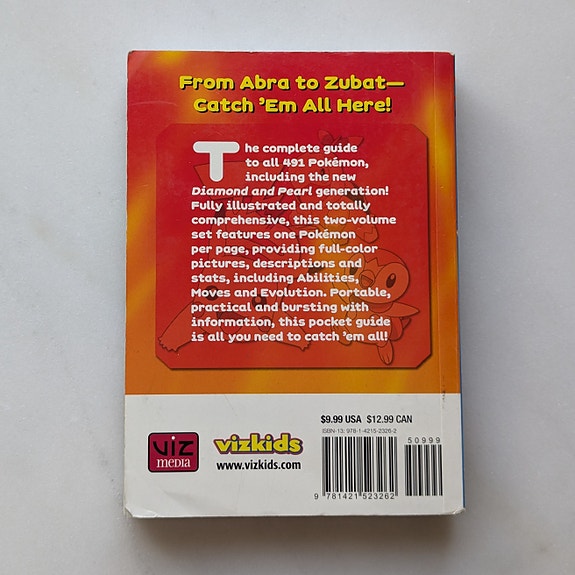 From Abra to Zubat—
Catch 'Em All Here!
The complete guide
to all 491 Pokémon,
including the new
Diamond and Pearl generation!
Fully illustrated and totally
comprehensive, this two-volume
set features one Pokémon
per page, providing full-color
pictures, descriptions and
stats, including Abilities,
Moves and Evolution. Portable,
practical and bursting with
information, this pocket guide
is all you need to catch 'em all!
$9.99 USA $12.99 CAN
ISBN-13: 978-1-4215-2326-2
50999
viz
media
vizkids
www.vizkids.com
9 781421 523262